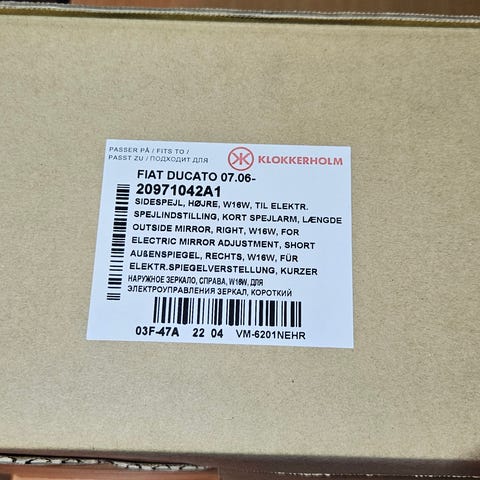 PASSER PÅ / FITS TO /
PASST ZU / ПОДХОДИТ ДЛЯ
KLOKKERHOLM
FIAT DUCATO 07.06-
20971042A1
SIDESPEJL, HØJRE, W16W, TIL ELEKTR.
SPEJLINDSTILLING, KORT SPEJLARM, LÆNGDE
OUTSIDE MIRROR, RIGHT, W16W, FOR
ELECTRIC MIRROR ADJUSTMENT, SHORT
AUßENSPIEGEL, RECHTS, W16W, FÜR
ELEKTR.SPIEGELVERSTELLUNG, KURZER
НАРУЖНОЕ ЗЕРКАЛО, СПРАВА, W16W, ДЛЯ
ЭЛЕКТРОУПРАВЛЕНИЯ ЗЕРКАЛ, КОРОТКИЙ
03F-47A 22 04 VM-6201NEHR